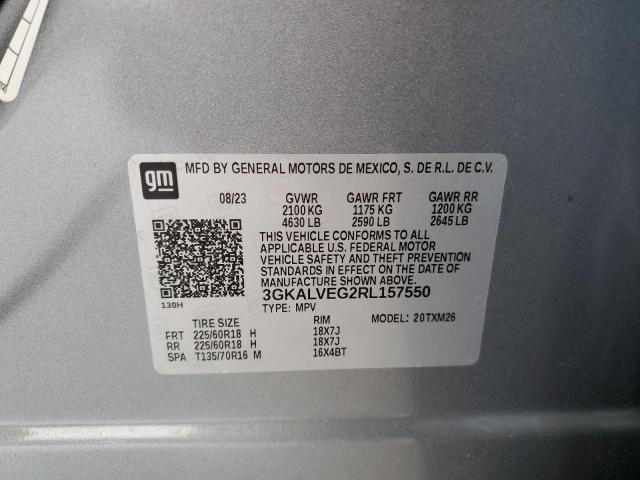 gm
MFD BY GENERAL MOTORS DE MEXICO, S. DE R.L. DE C.V.
08/23 GVWR GAWR FRT GAWR RR
2100 KG 1175 KG 1200 KG
4630 LB 2590 LB 2645 LB
THIS VEHICLE CONFORMS TO ALL
APPLICABLE U.S. FEDERAL MOTOR
VEHICLE SAFETY AND THEFT PREVENTION
STANDARDS IN EFFECT ON THE DATE OF
MANUFACTURE SHOWN ABOVE.
130H 3GKALVEG2RL157550
TYPE: MPV
TIRE SIZE RIM MODEL: 20TXM26
FRT 225/60R18 H 18X7J
RR 225/60R18 H 18X7J
SPA T135/70R16 M 16X4BT